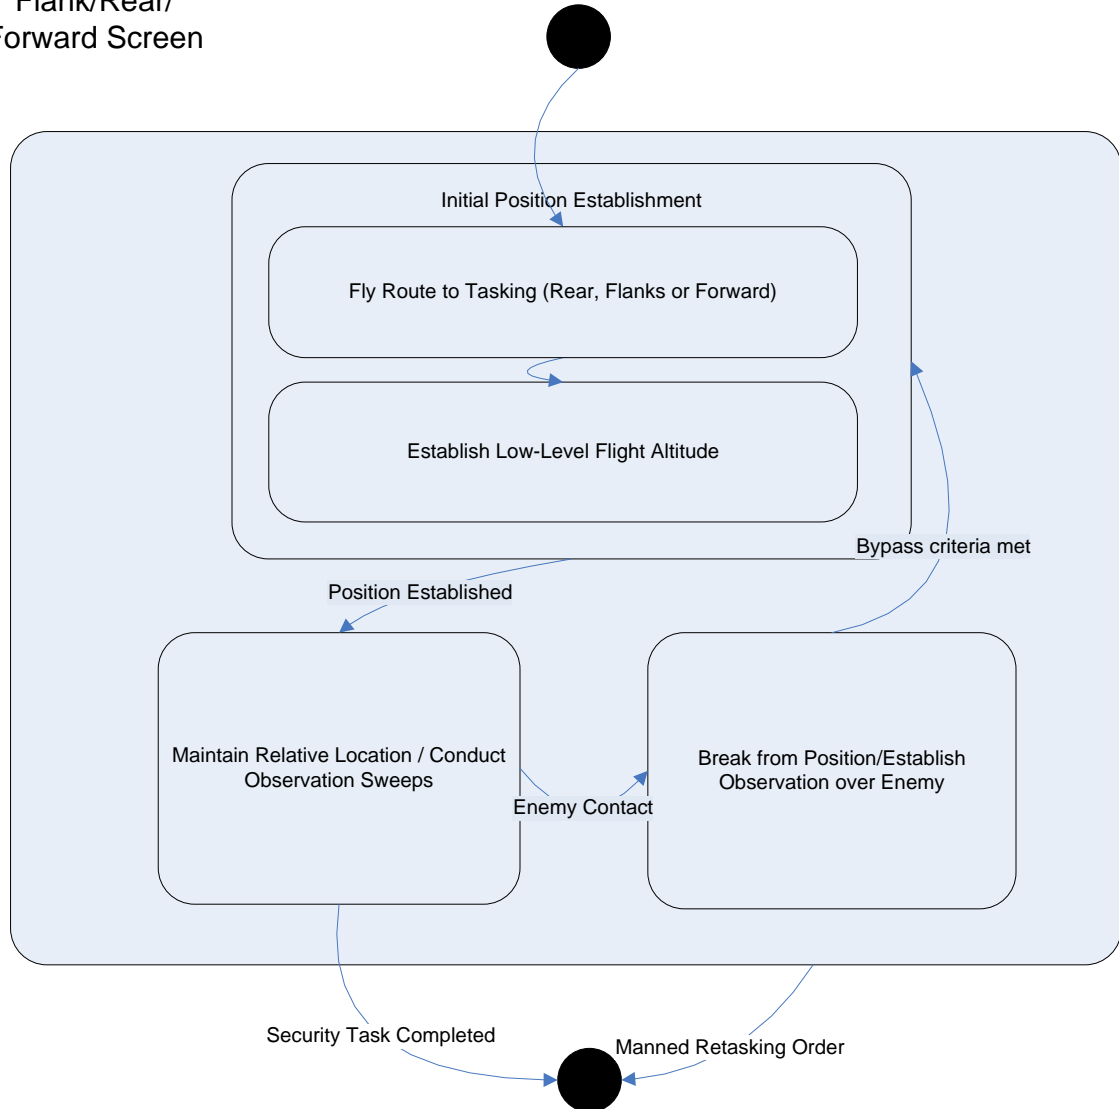 Flank/Rear/
Forward Screen
Initial Position Establishment
Fly Route to Tasking (Rear, Flanks or Forward)
Establish Low-Level Flight Altitude
Bypass criteria met
Position Established
Maintain Relative Location / Conduct
Observation Sweeps
Break from Position/Establish
Observation over Enemy
Enemy Contact
Security Task Completed
Manned Retasking Order